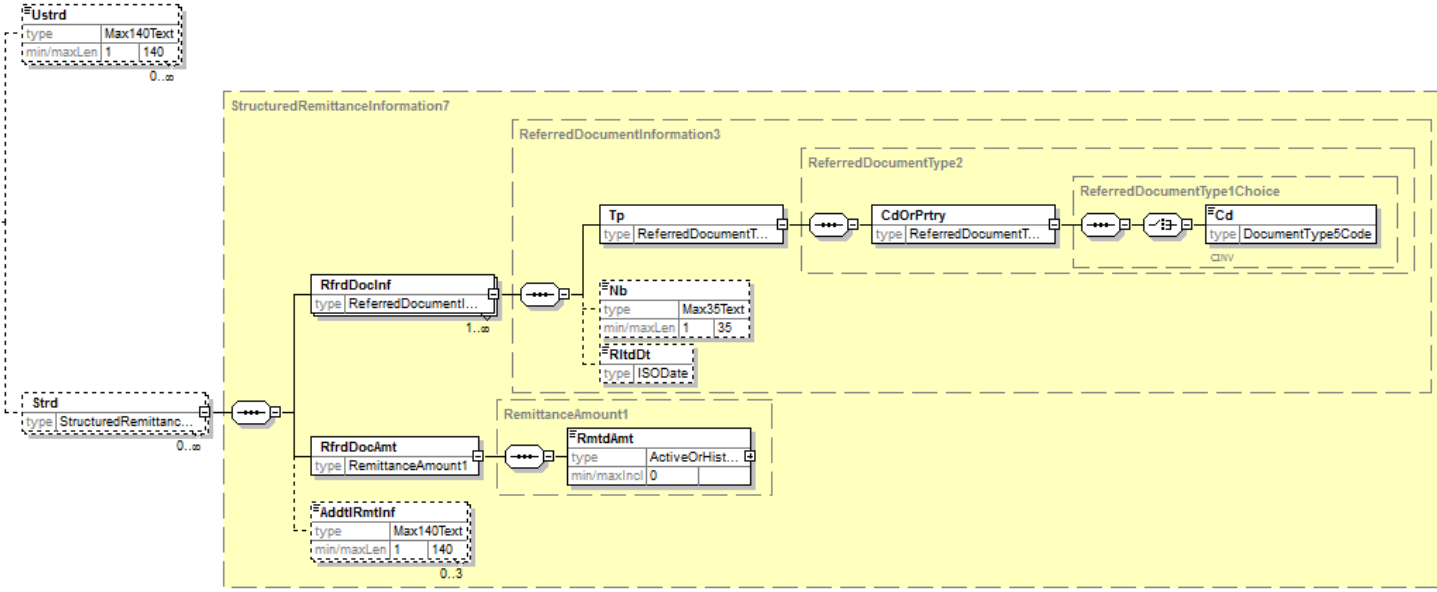 Ustrd
type Max140Text
min/maxLen 1 140
0..∞
StructuredRemittanceInformation7
ReferredDocumentInformation3
ReferredDocumentType2
ReferredDocumentType1Choice
Tp
type ReferredDocumentT...
CdOrPrtry
type ReferredDocumentT...
Cd
type DocumentType5Code
CINV
RfrdDocInf
type ReferredDocumentI...
1..∞
Nb
type Max35Text
min/maxLen 1 35
RltdDt
type ISODate
Strd
type StructuredRemittanc...
0..∞
RemittanceAmount1
RfrdDocAmt
type RemittanceAmount1
RmtdAmt
type ActiveOrHist...
min/maxIncl 0
AddtlRmtInf
type Max140Text
min/maxLen 1 140
0..3